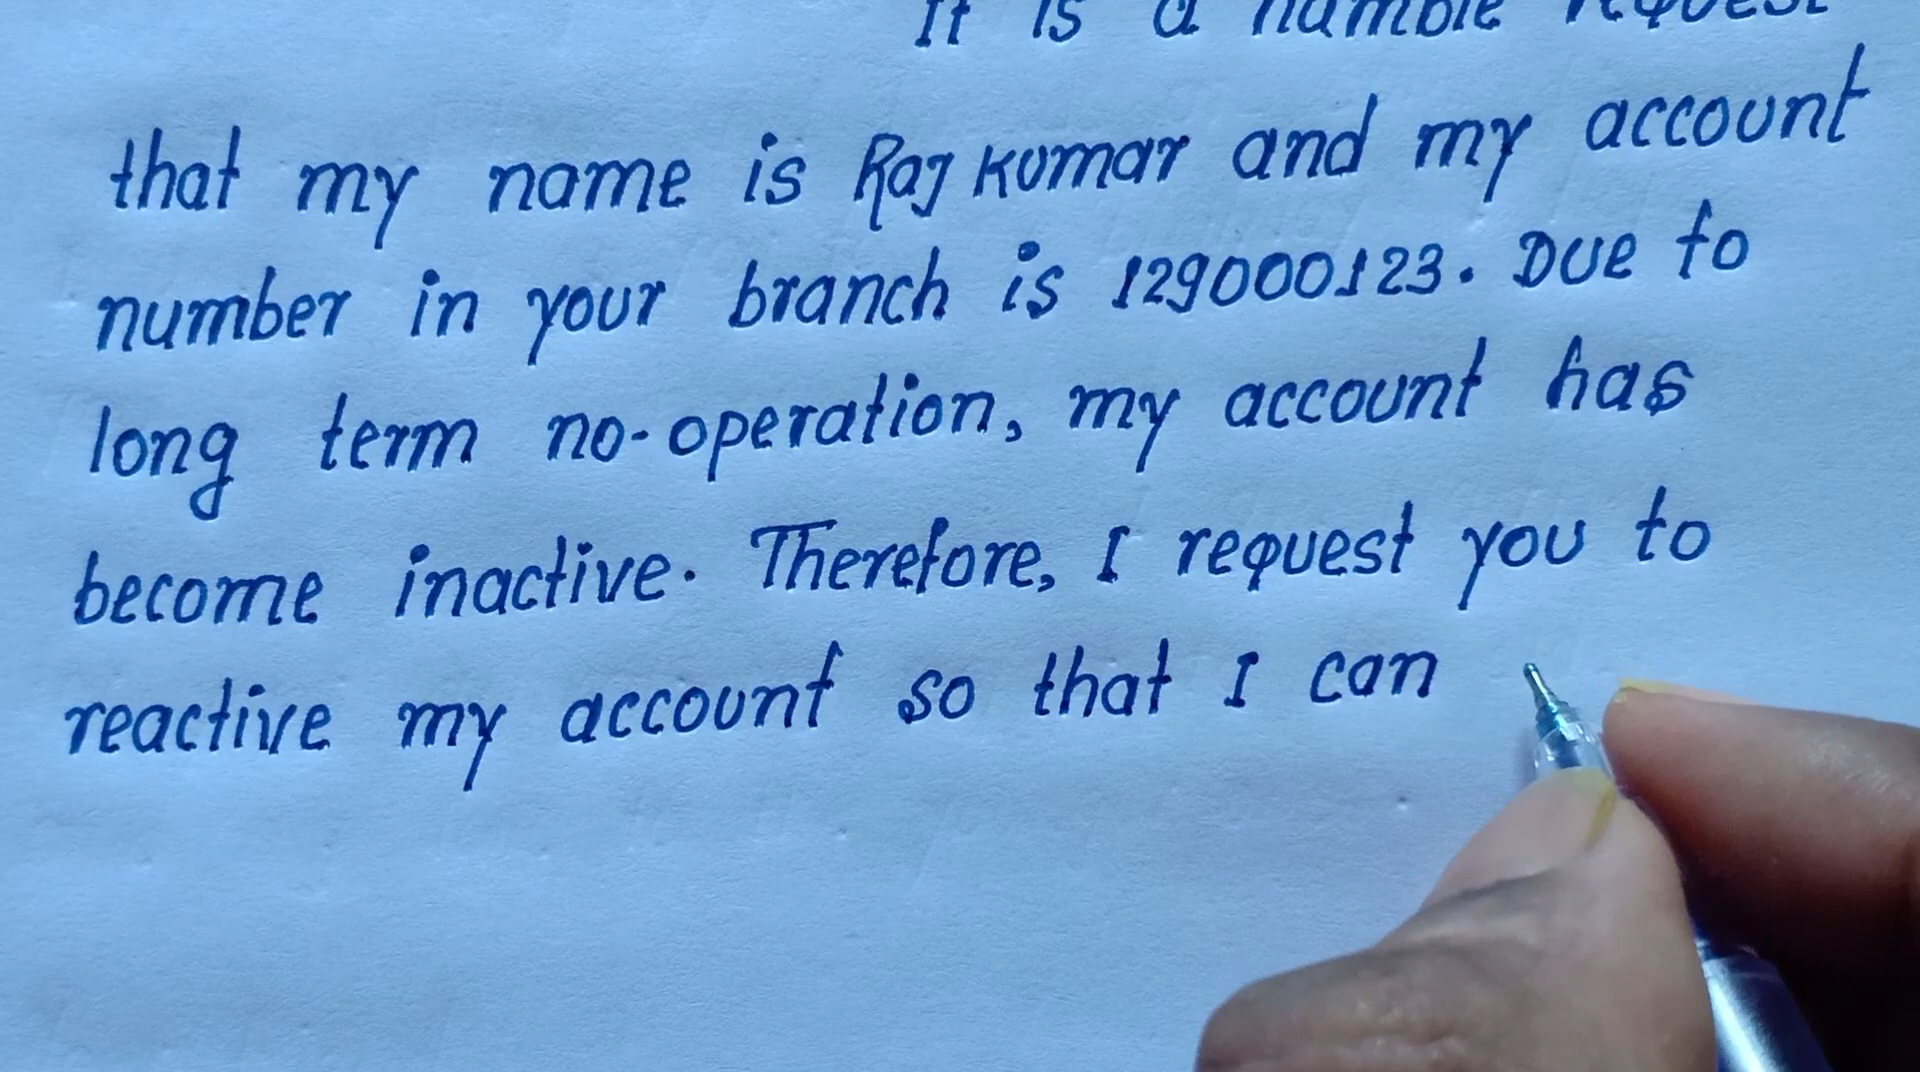 It is a humble request
that my name is Raj Kumar and my account
number in your branch is 129000123. Due to
long term no-operation, my account has
become inactive. Therefore, I request you to
reactive my account so that I can